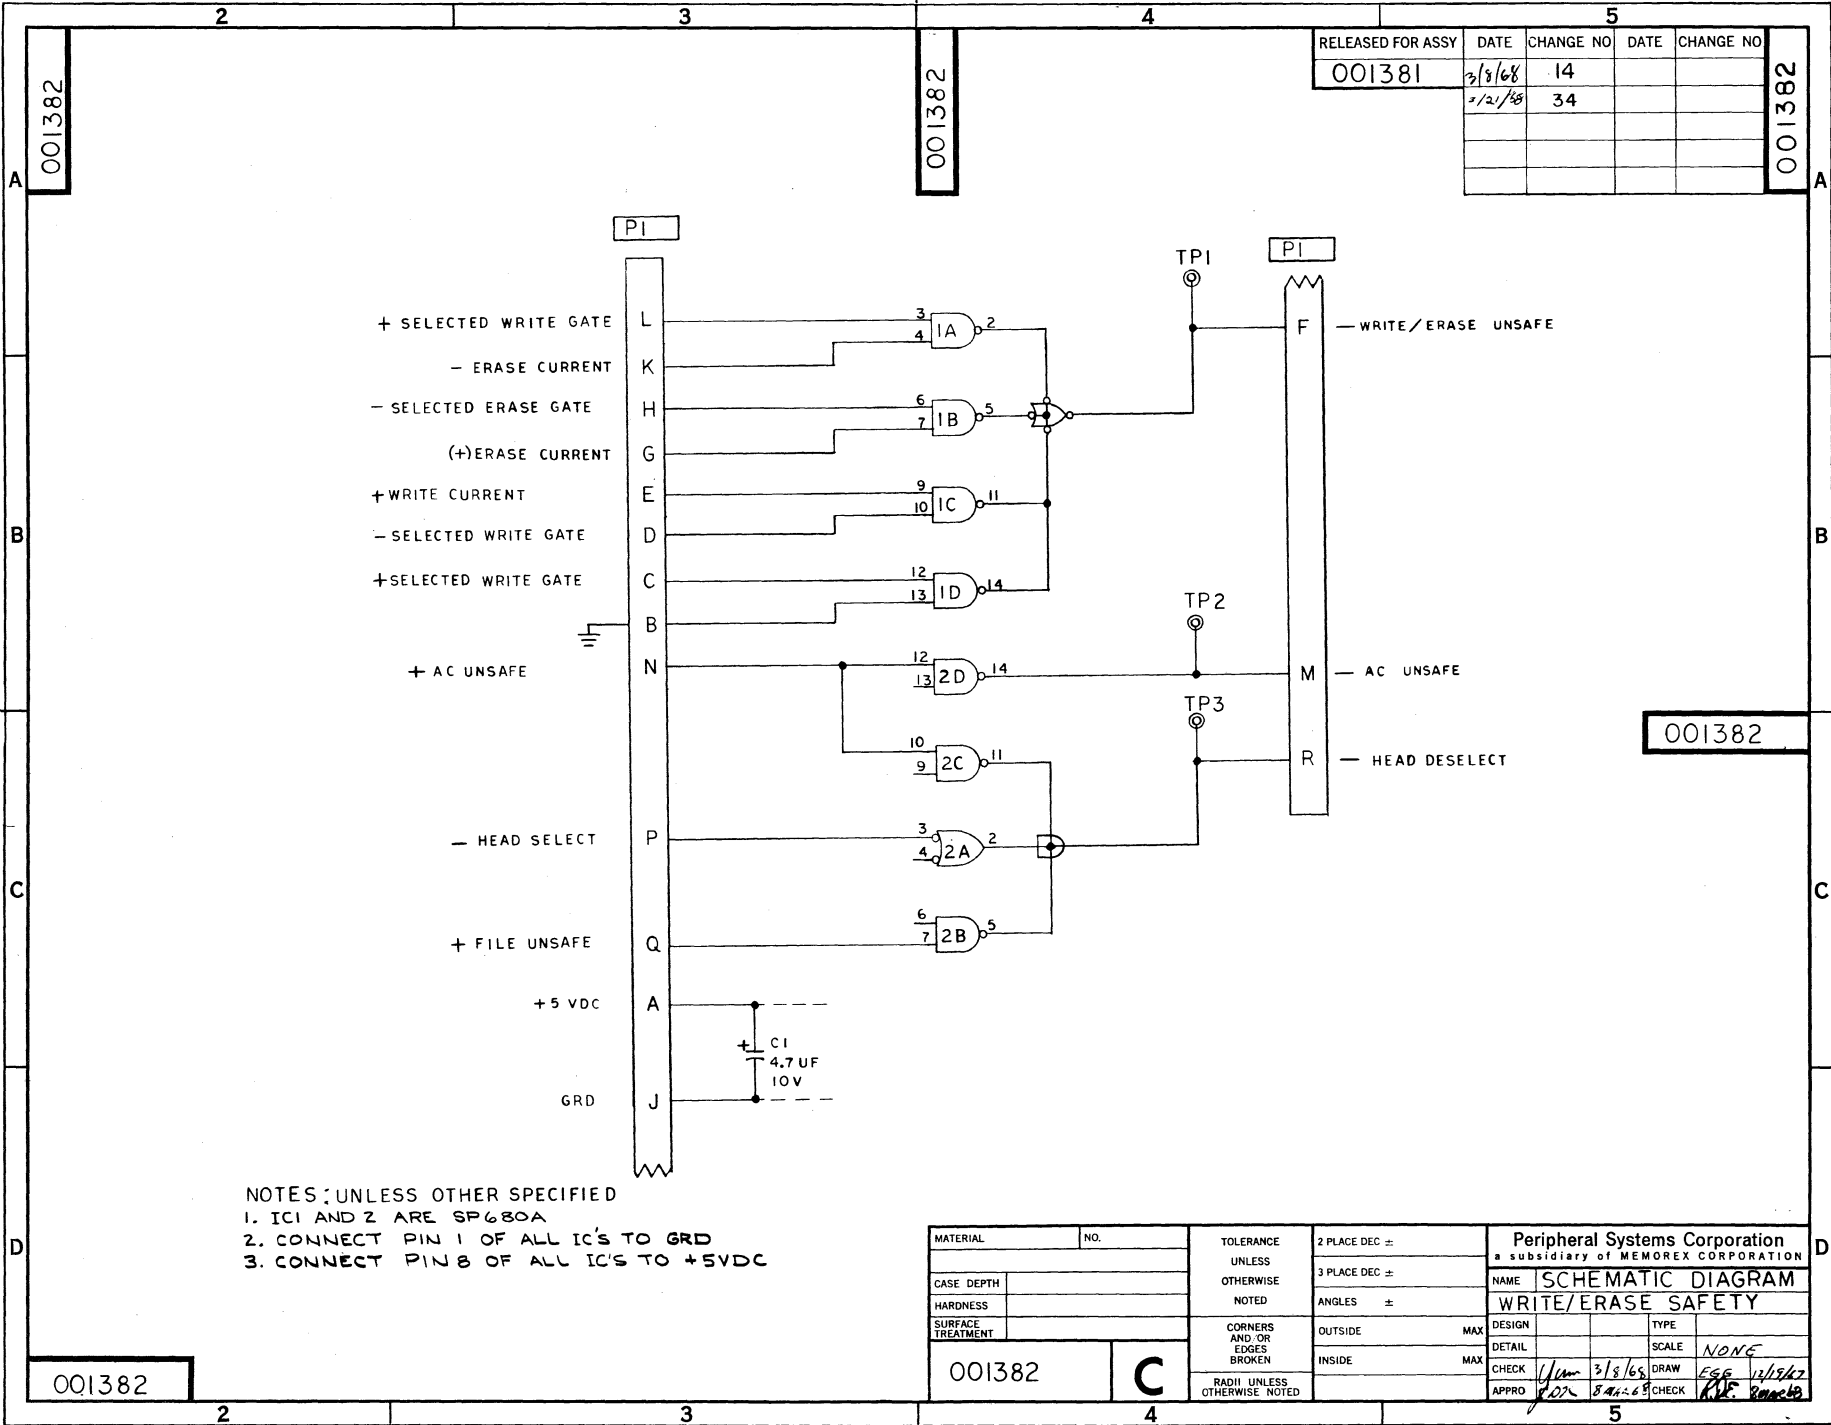 2 3 4 5
RELEASED FOR ASSY DATE CHANGE NO DATE CHANGE NO
001381 3/8/68 14
3/21/68 34
001382
001382
001382
A A
P1
P1
TP1
+ SELECTED WRITE GATE L 3 4 1A 2
F — WRITE/ERASE UNSAFE
— ERASE CURRENT K
— SELECTED ERASE GATE H 6 7 1B 5
(+)ERASE CURRENT G
+ WRITE CURRENT E 9 10 1C 11
— SELECTED WRITE GATE D
B B
+ SELECTED WRITE GATE C 12 13 1D 14
B
TP2
+ AC UNSAFE N 12 13 2D 14
M — AC UNSAFE
TP3
001382
10 9 2C 11
R — HEAD DESELECT
— HEAD SELECT P 3 4 2A 2
C C
+ FILE UNSAFE Q 6 7 2B 5
+5 VDC A
+ C1
4.7 UF
10V
GRD J
NOTES: UNLESS OTHER SPECIFIED
1. IC1 AND 2 ARE SP680A
2. CONNECT PIN 1 OF ALL IC'S TO GRD
3. CONNECT PIN 8 OF ALL IC'S TO +5VDC
D D
MATERIAL NO.
CASE DEPTH
HARDNESS
SURFACE TREATMENT
001382 C
TOLERANCE
UNLESS
OTHERWISE
NOTED
CORNERS
AND/OR
EDGES
BROKEN
RADII UNLESS
OTHERWISE NOTED
2 PLACE DEC ±
3 PLACE DEC ±
ANGLES ±
OUTSIDE MAX
INSIDE MAX
Peripheral Systems Corporation
a subsidiary of MEMOREX CORPORATION
NAME SCHEMATIC DIAGRAM
WRITE/ERASE SAFETY
DESIGN TYPE
DETAIL SCALE NONE
CHECK 3/8/68 DRAW EGG 12/19/67
APPRO CHECK
001382
2 3 4 5